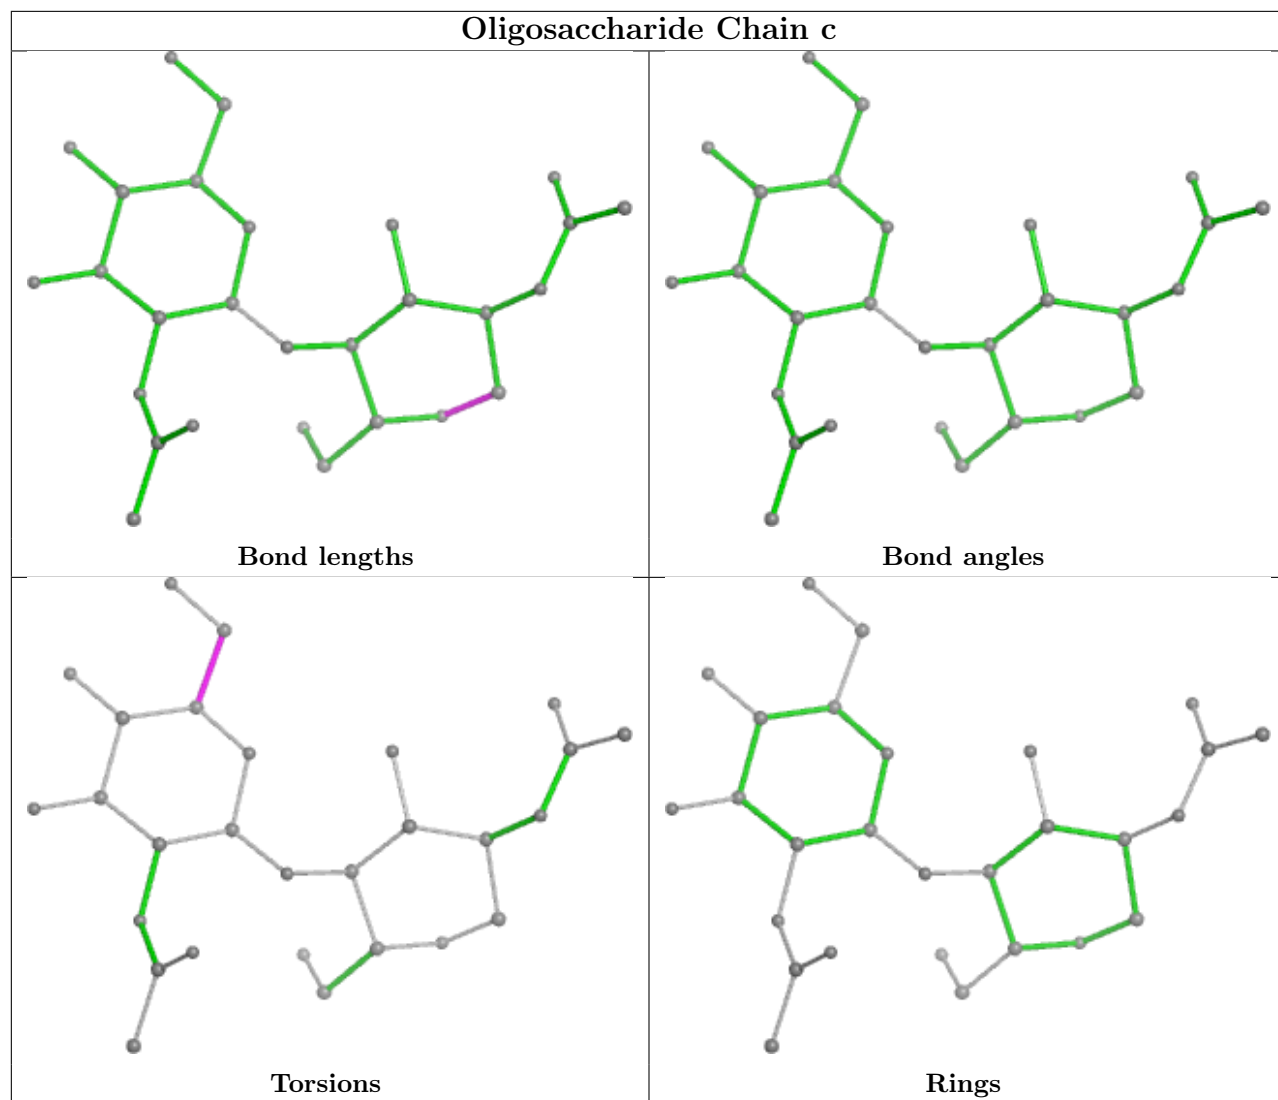 Oligosaccharide Chain c
Bond lengths
Bond angles
Torsions
Rings